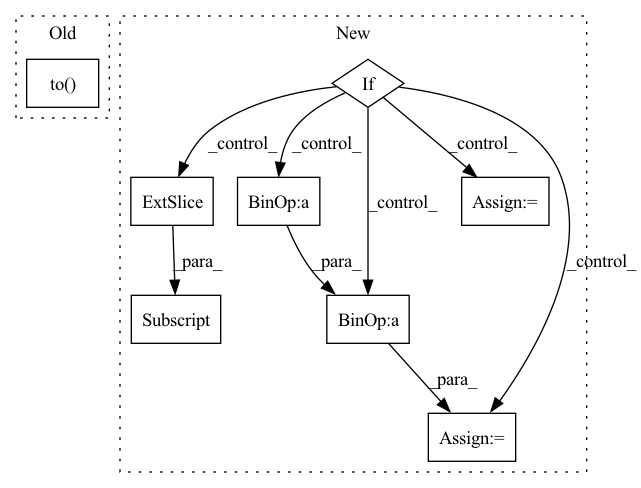 Old
New
to()
If
_control_
_control_
_control_
ExtSlice
BinOp:a
_control_
Assign:=
_para_
_para_
_control_
Subscript
BinOp:a
_para_
Assign:=